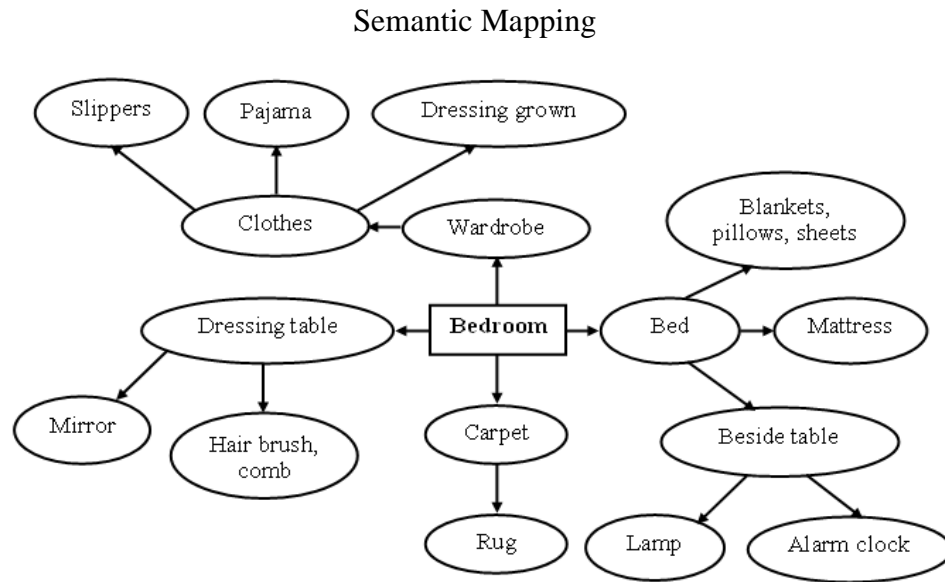 Semantic Mapping
Slippers
Pajama
Dressing grown
Clothes
Wardrobe
Blankets,
pillows, sheets
Dressing table
Bedroom
Bed
Mattress
Mirror
Hair brush,
comb
Carpet
Beside table
Rug
Lamp
Alarm clock